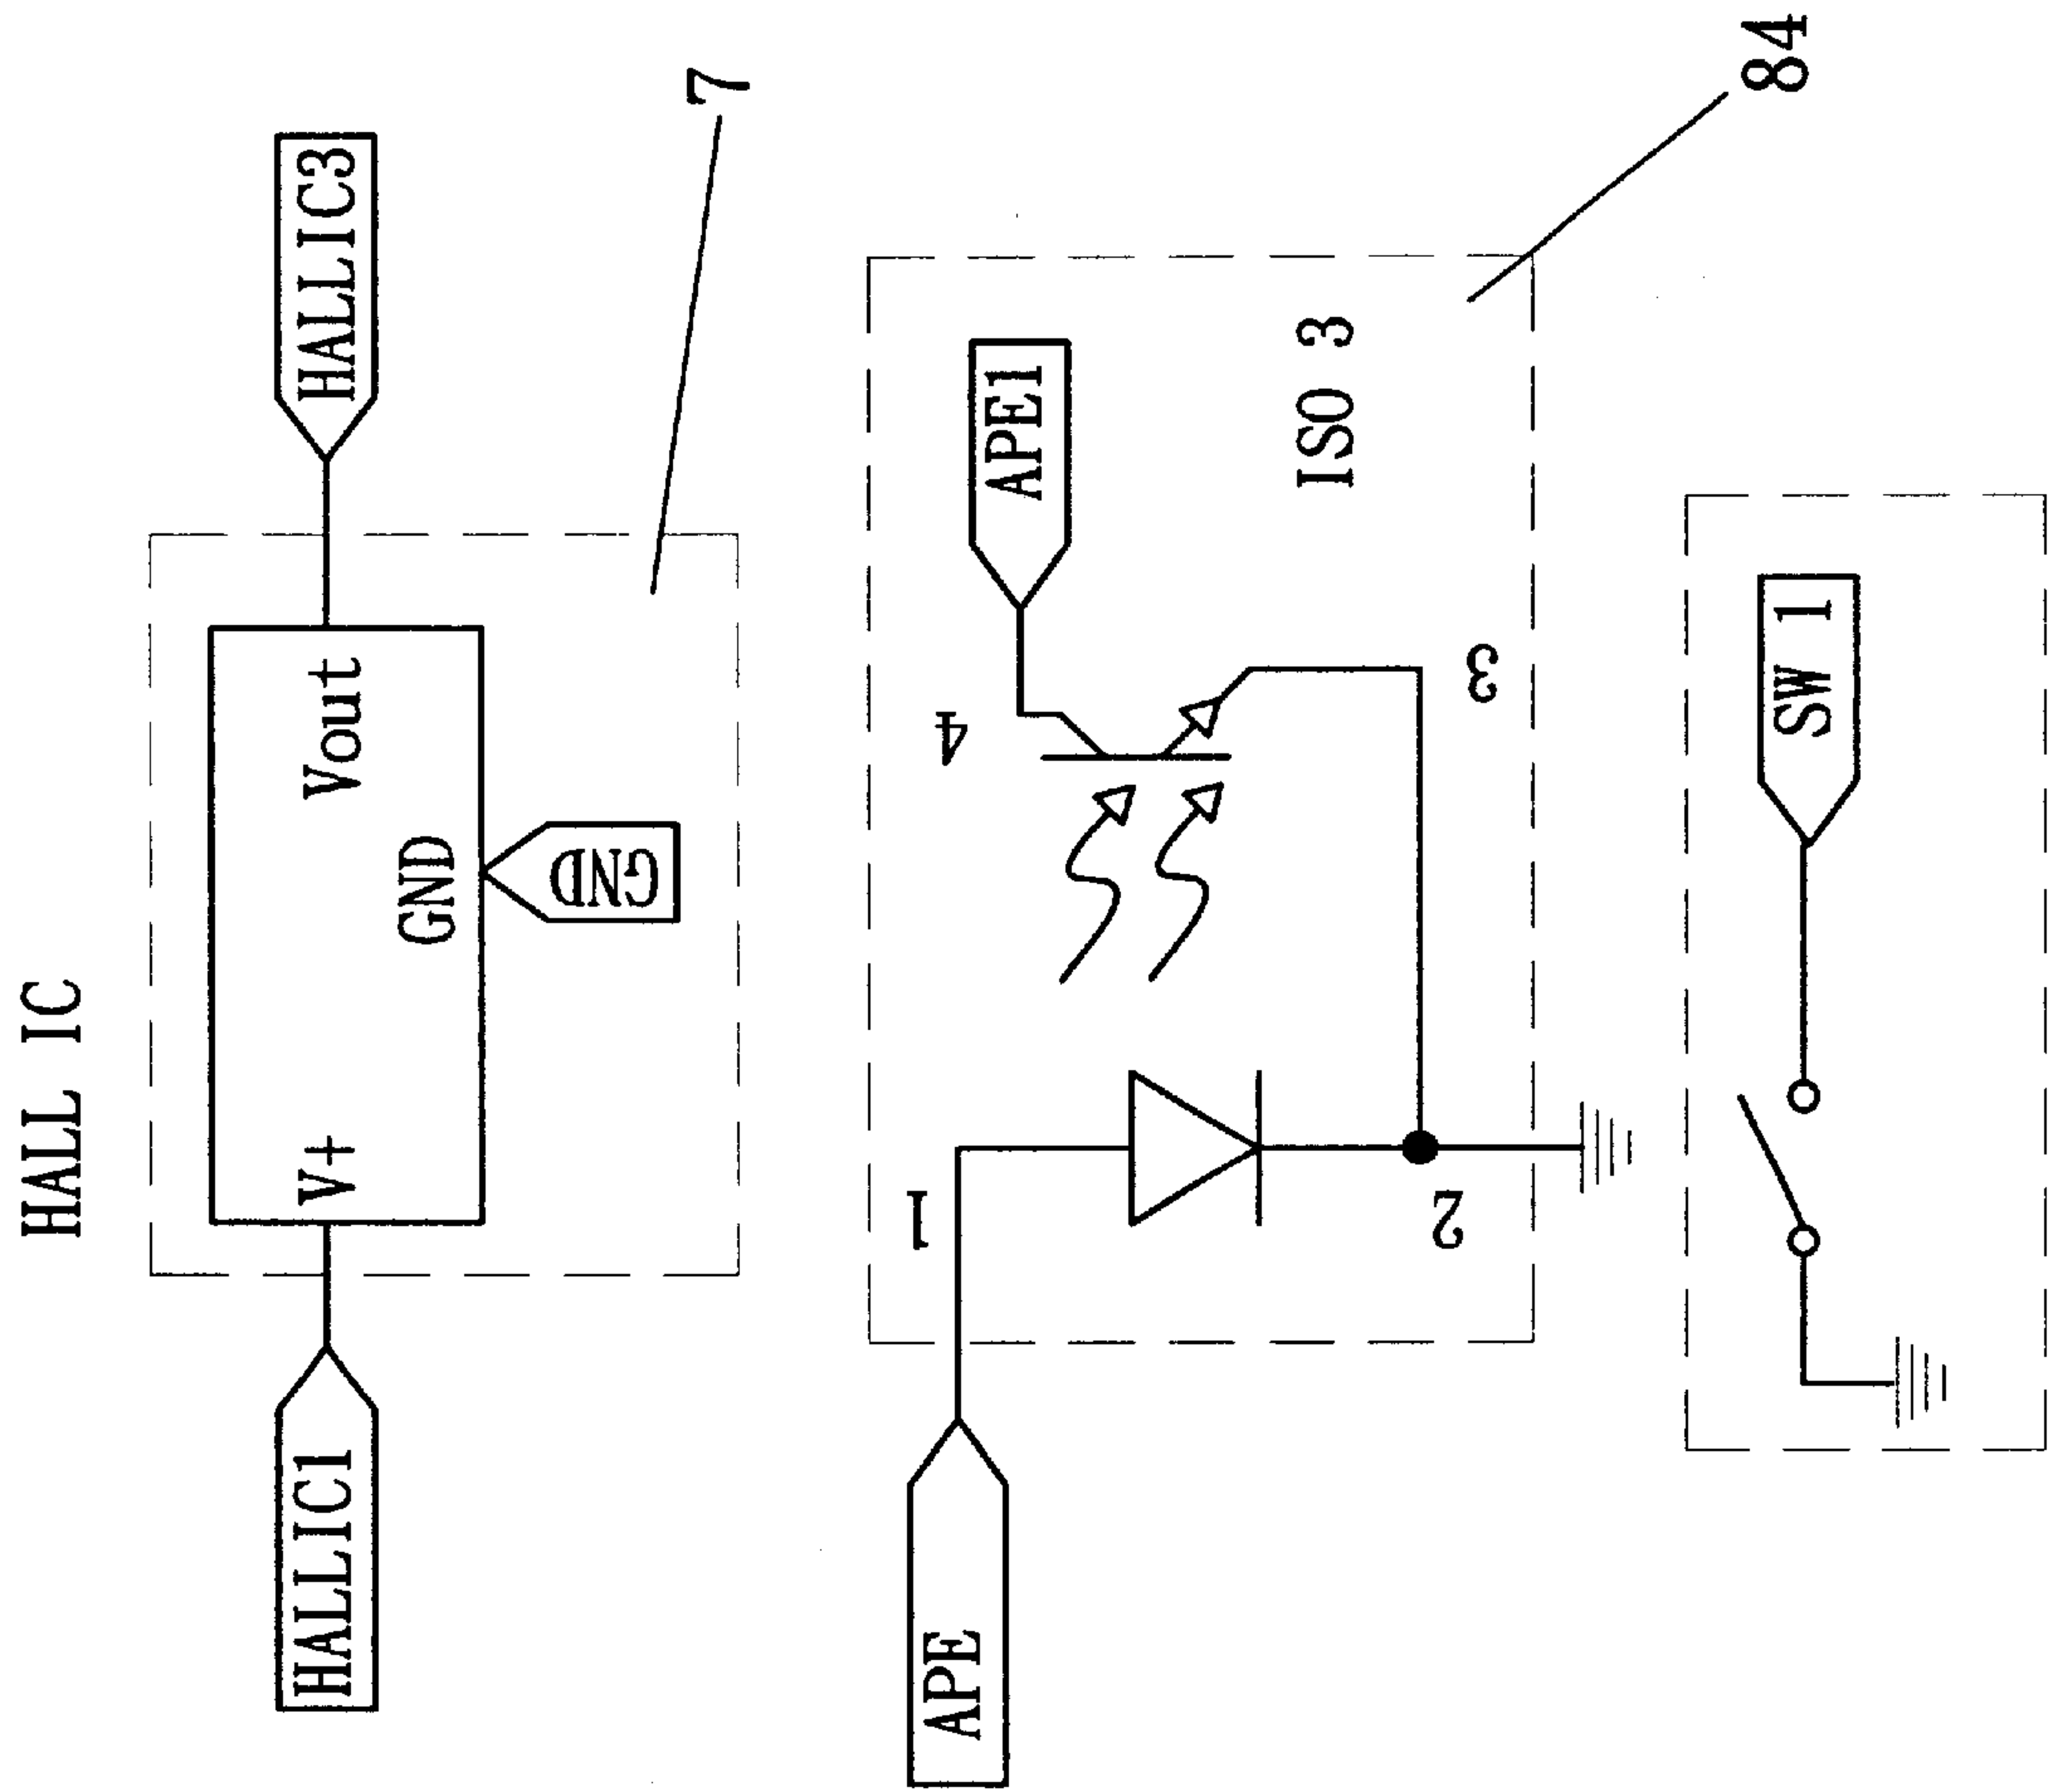 HALL IC
HALLIC1
V+
Vout
GND
GND
HALLIC3
7
APE
1
2
4
3
APE1
ISO 3
84
SW 1